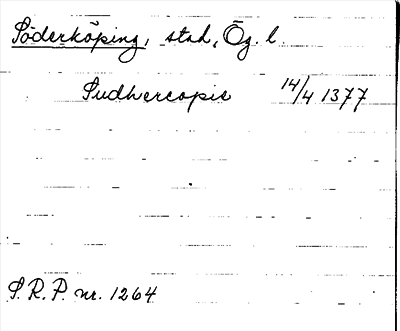 Söderköping, stad, Ög. l.
Sudhercopie 14/4 1377
S.R.P. nr. 1264